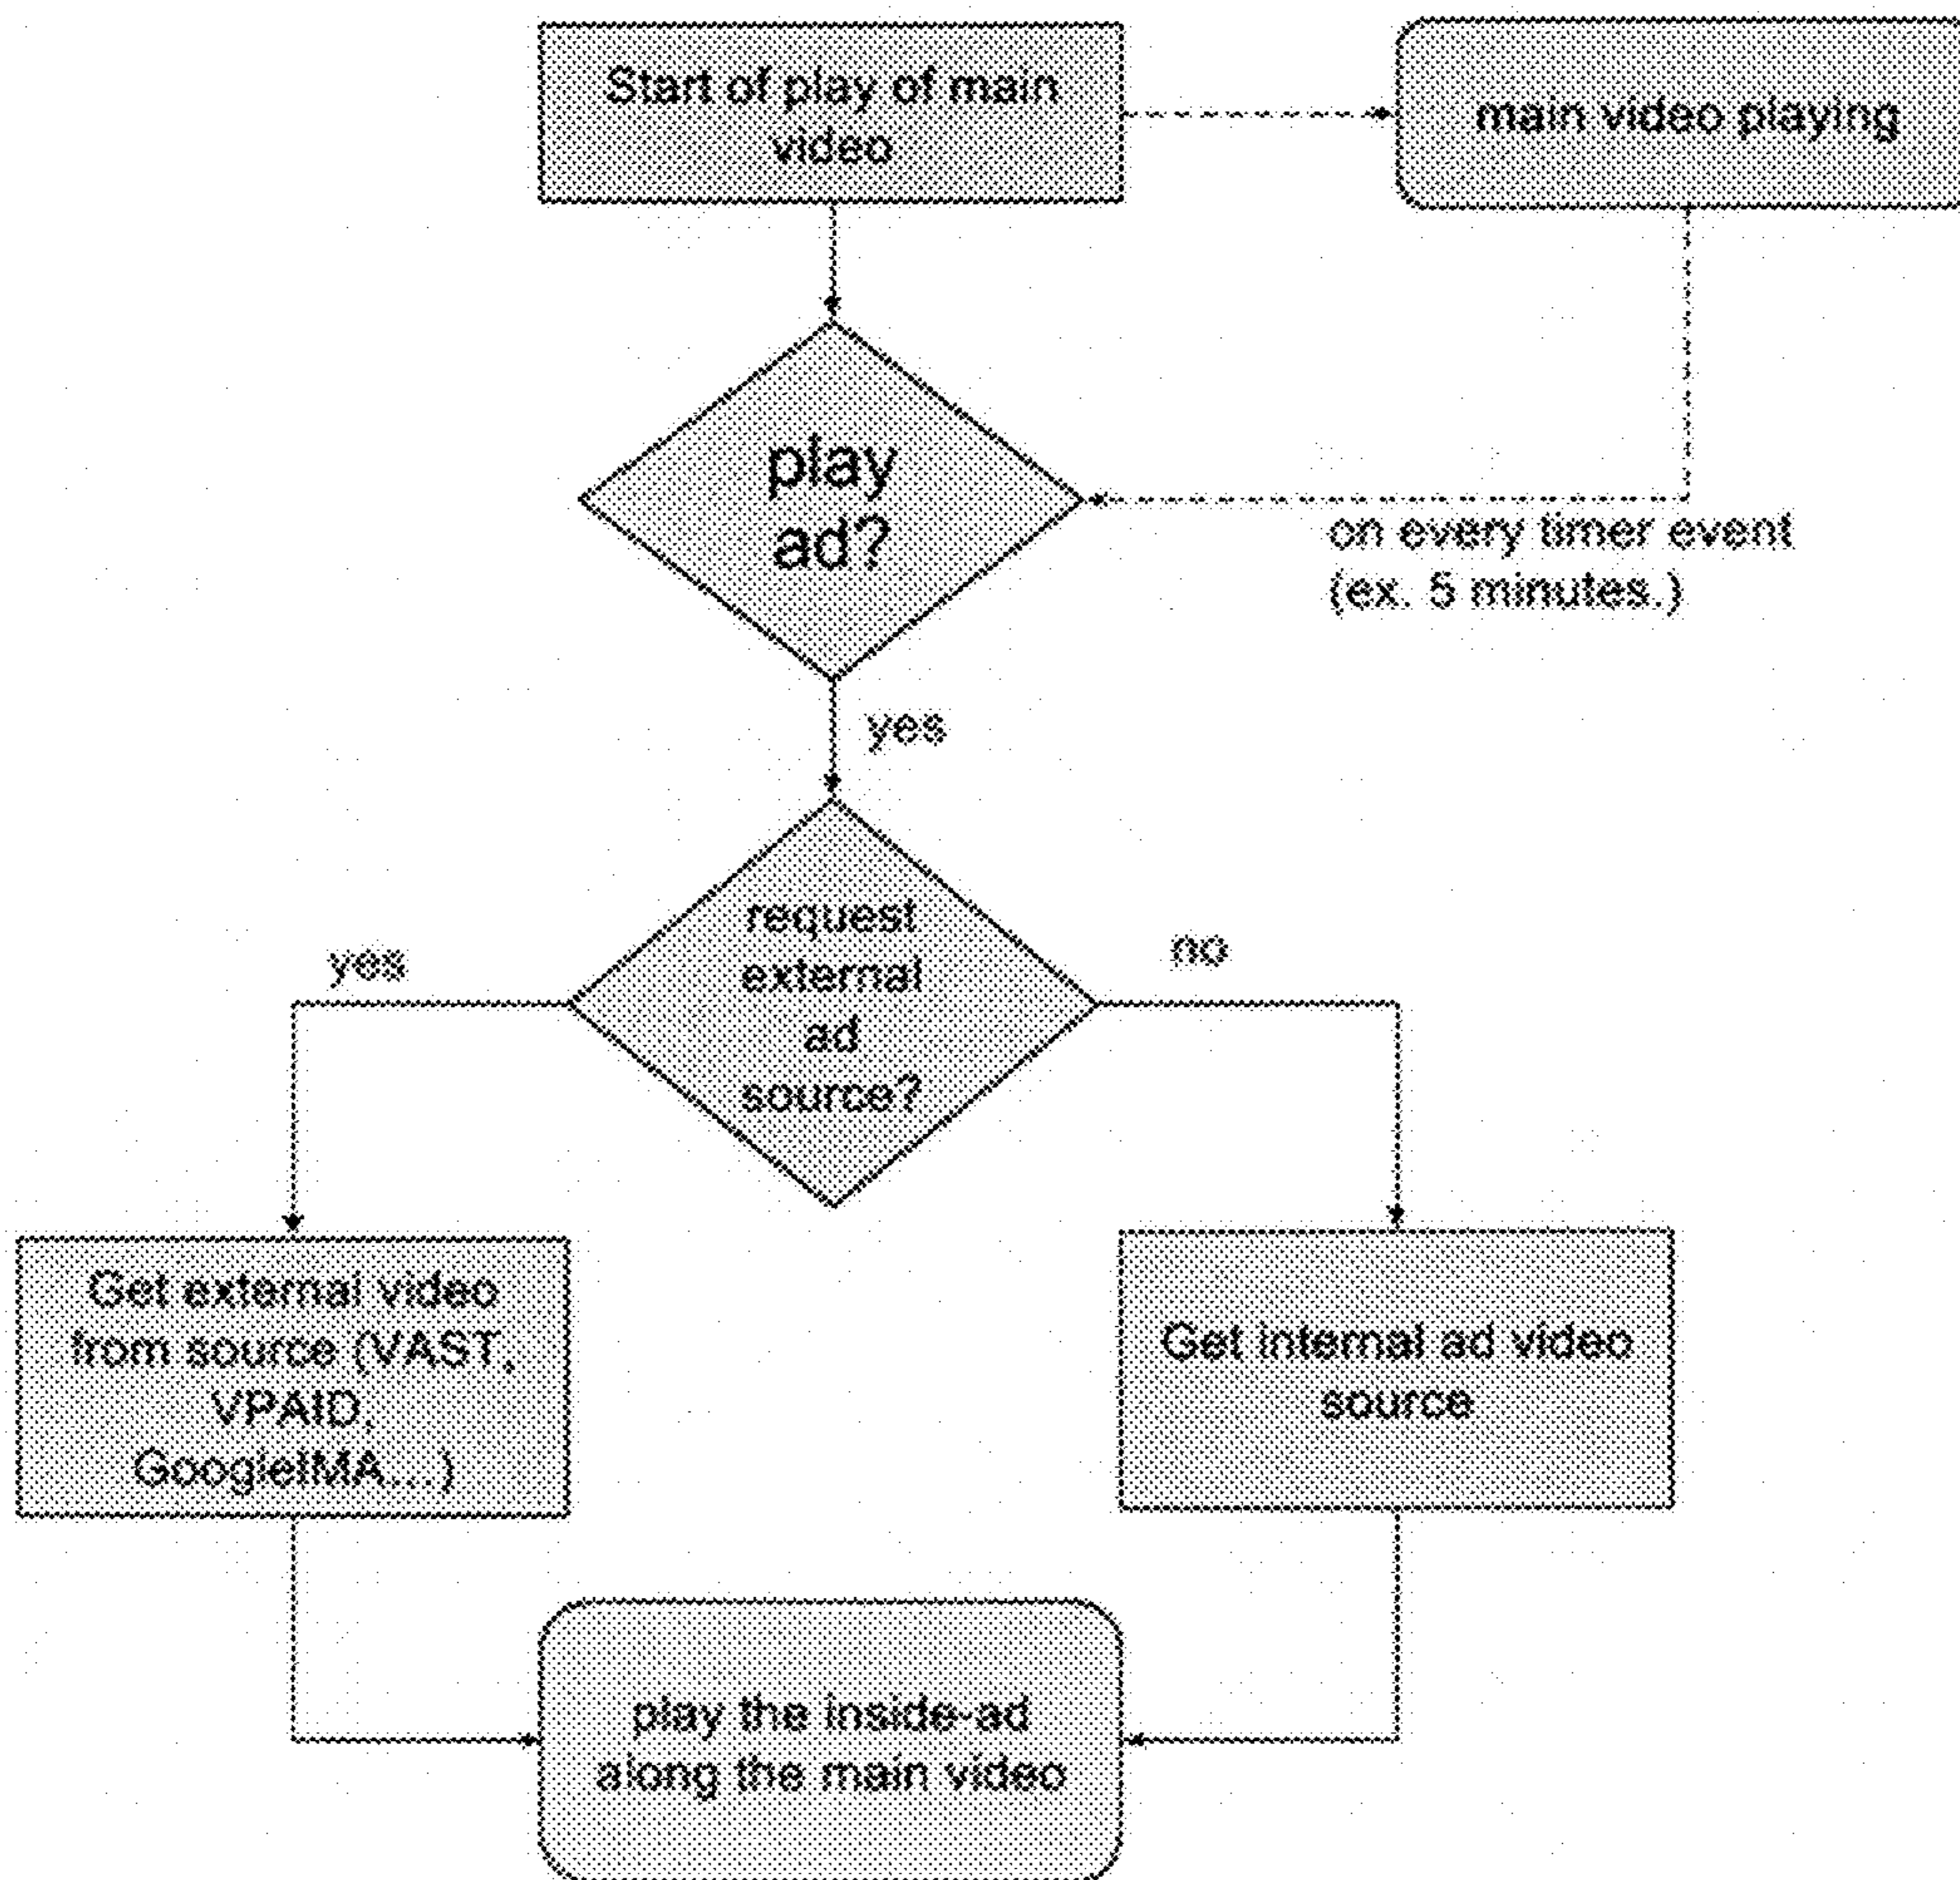 Start of play of main
video
main video playing
play
ad?
on every timer event
(ex. 5 minutes.)
yes
request
external
ad
source?
yes
no
Get external video
from source (VAST,
VPAID,
GoogleIMA...)
Get internal ad video
source
play the inside-ad
along the main video